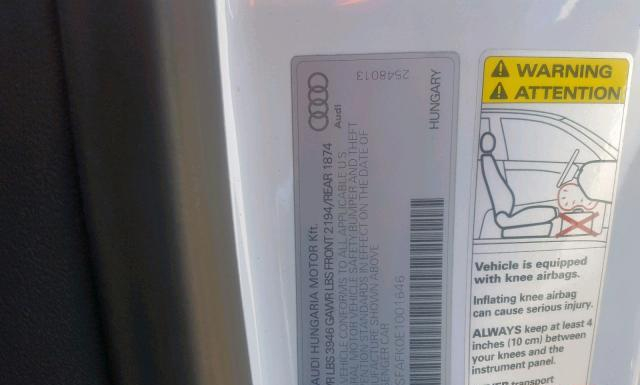 2548013
Audi
HUNGARY
AUDI HUNGARIA MOTOR Kft.
LBS 3946 GAWR LBS FRONT 2194/REAR 1874
VEHICLE CONFORMS TO ALL APPLICABLE U S
MOTOR VEHICLE SAFETY BUMPER AND THEFT
STANDARDS IN EFFECT ON THE DATE OF
SHOWN ABOVE
CAR
FAFK0E1001646
WARNING
ATTENTION
Vehicle is equipped
with knee airbags.
Inflating knee airbag
can cause serious injury.
ALWAYS keep at least 4
inches (10 cm) between
your knees and the
instrument panel.
transport